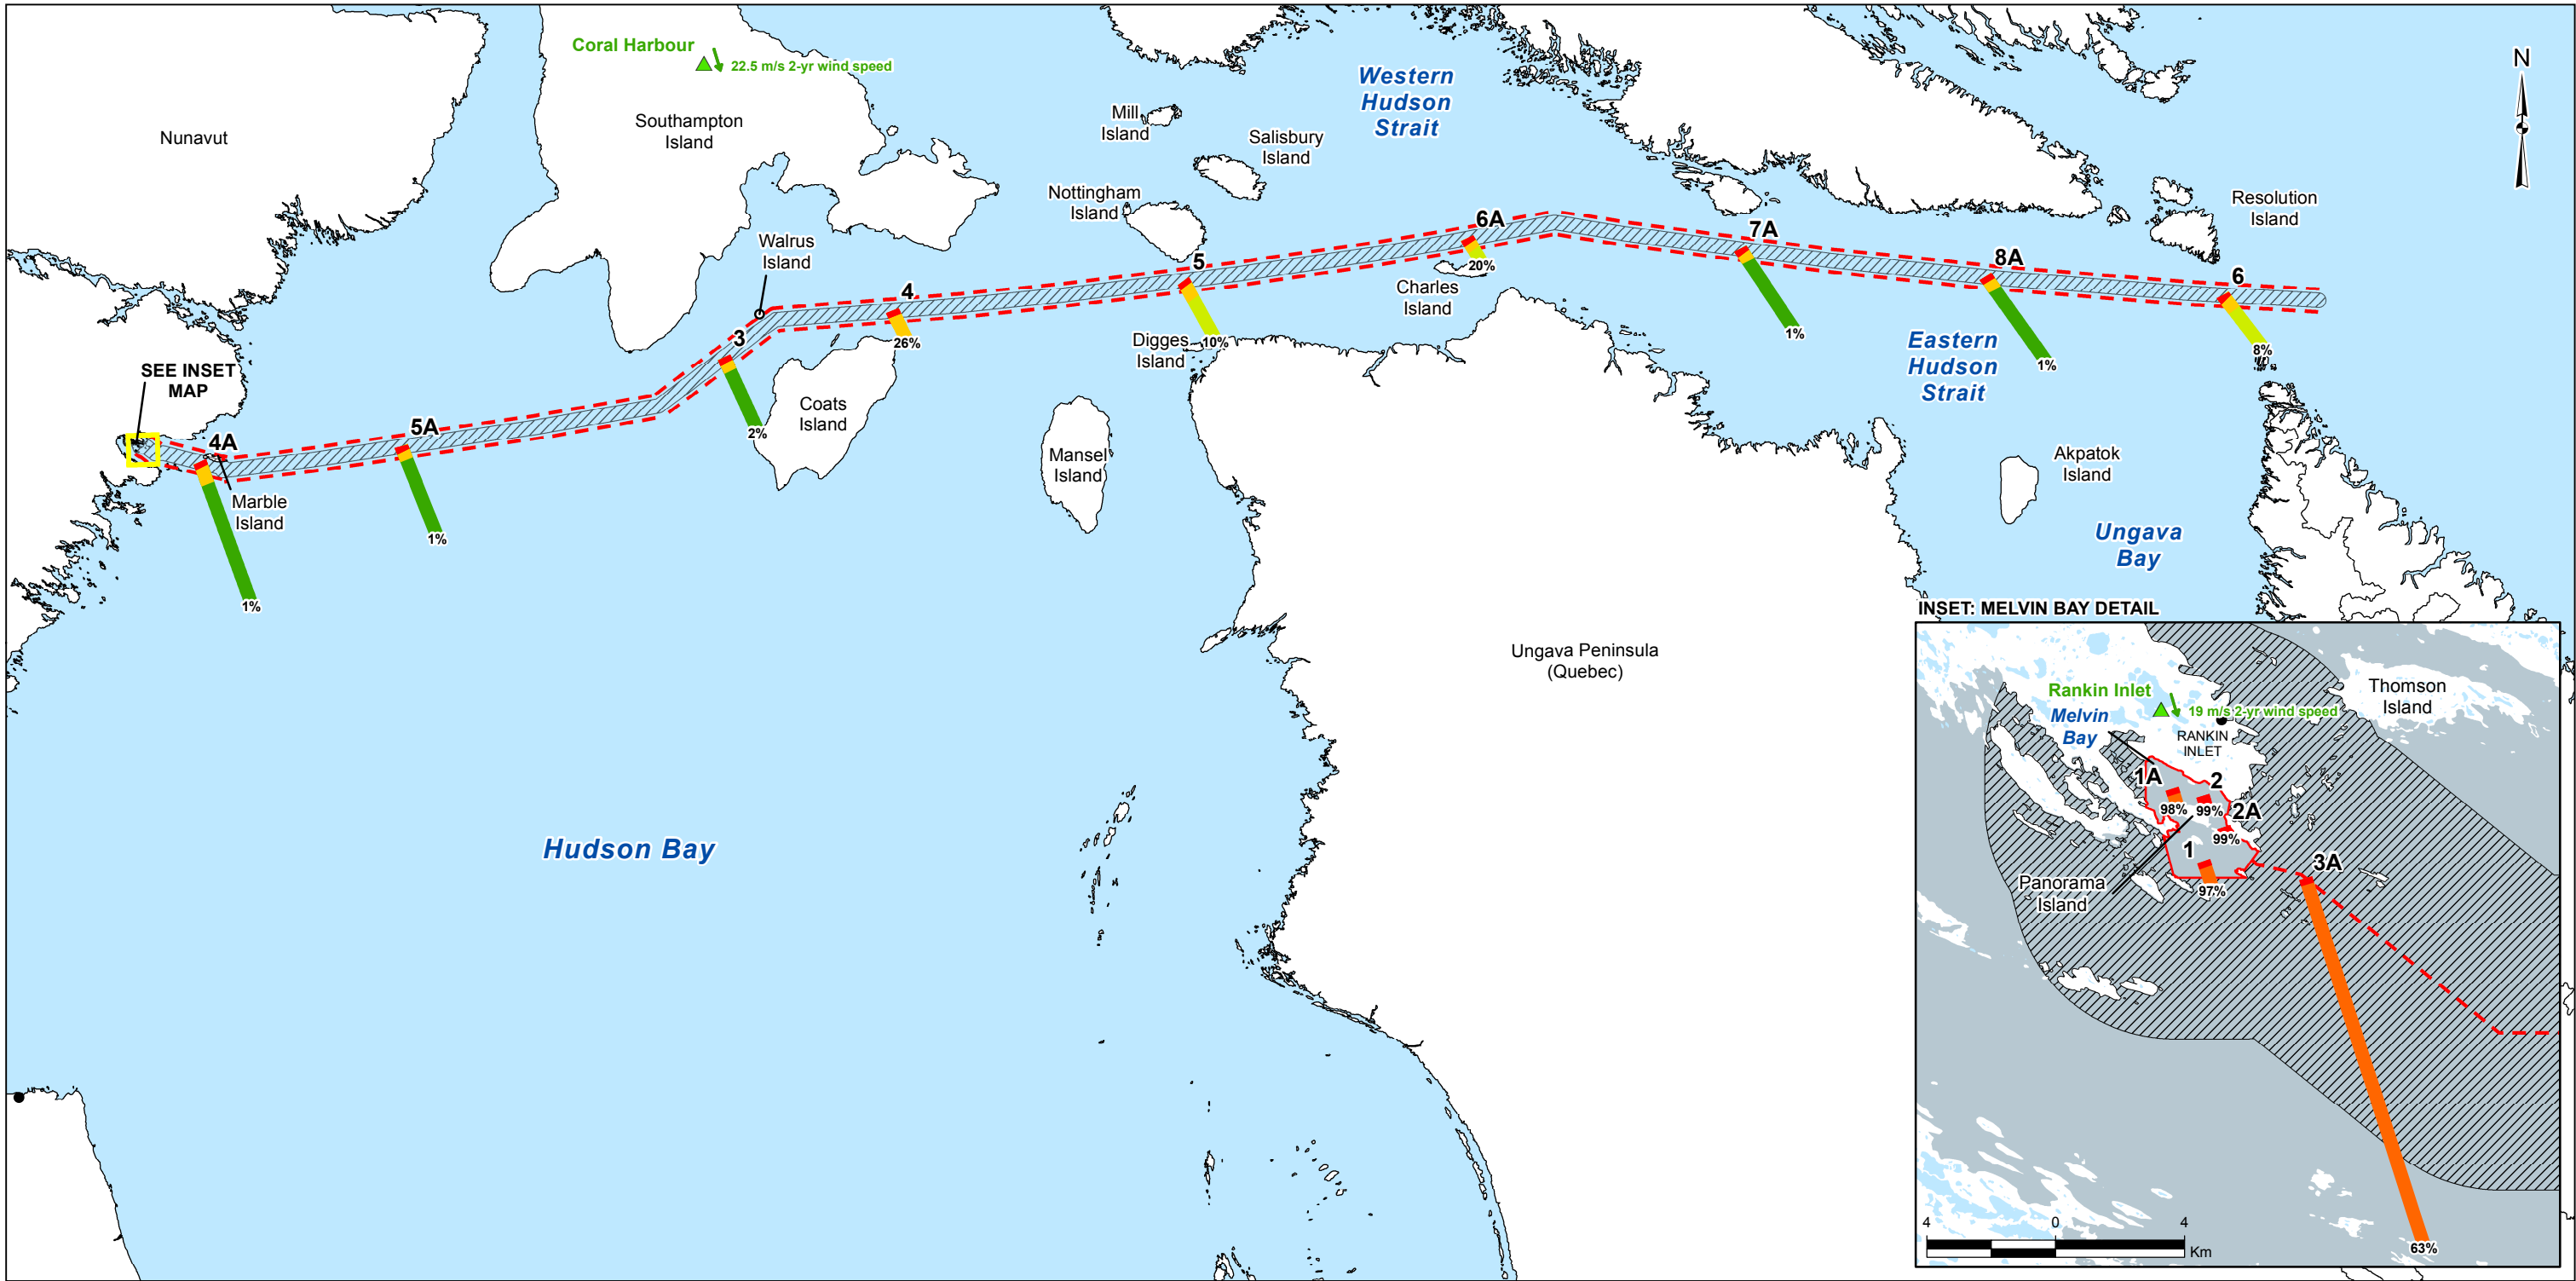 Coral Harbour
22.5 m/s 2-yr wind speed
Western
Hudson
Strait
N
Nunavut
Southampton
Island
Mill
Island
Salisbury
Island
Nottingham
Island
Resolution
Island
Walrus
Island
6A
20%
7A
1%
8A
1%
6
8%
5
10%
4
26%
3
2%
Charles
Island
Digges
Island
Eastern
Hudson
Strait
SEE INSET
MAP
Coats
Island
4A
1%
5A
1%
Marble
Island
Mansel
Island
Akpatok
Island
Ungava
Bay
Ungava Peninsula
(Quebec)
Hudson Bay
INSET: MELVIN BAY DETAIL
Rankin Inlet
19 m/s 2-yr wind speed
Melvin
Bay
RANKIN
INLET
Thomson
Island
1A
98%
2
99%
2A
99%
1
97%
3A
63%
Panorama
Island
4
0
4
Km